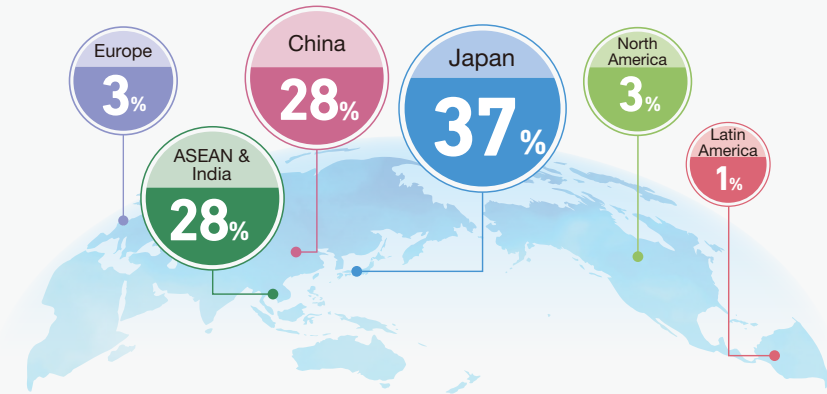 Europe
3%
China
28%
Japan
37%
North
America
3%
Latin
America
1%
ASEAN &
India
28%